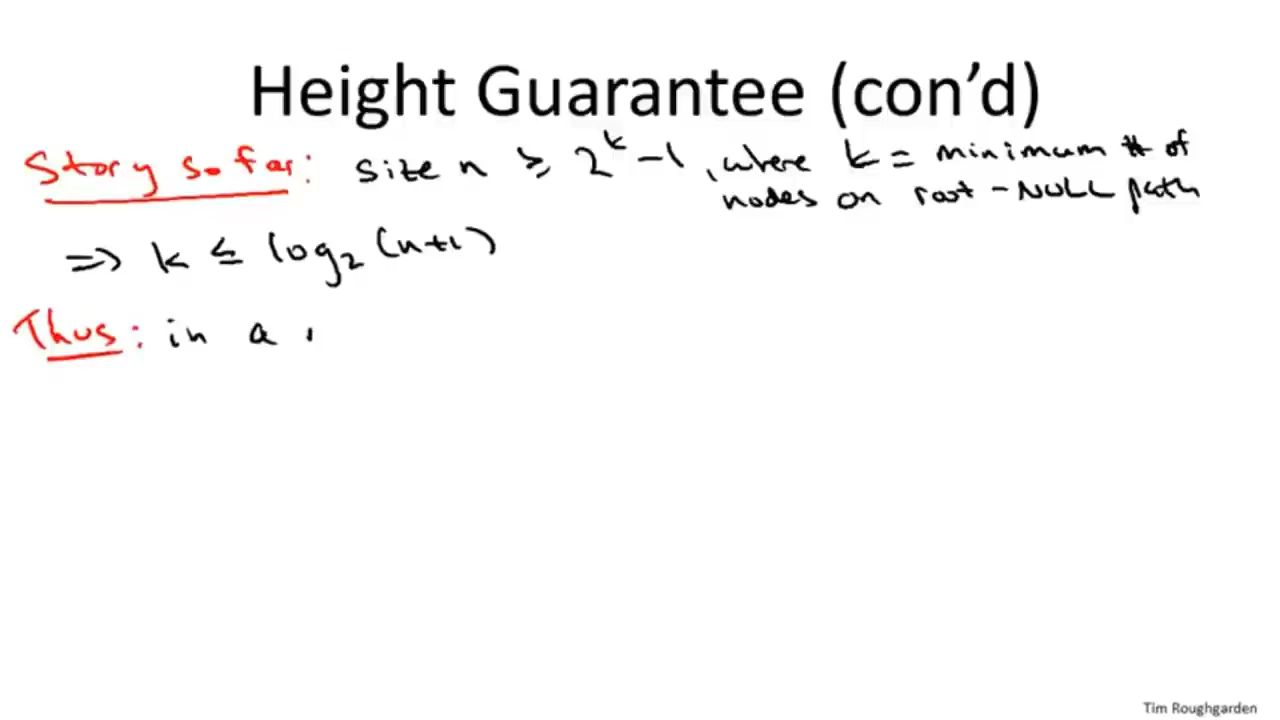 Height Guarantee (con'd)
Story so far: size n ≥ 2^k - 1, where k = minimum # of
nodes on root - NULL path
=> k ≤ log₂(n+1)
Thus: in a
Tim Roughgarden